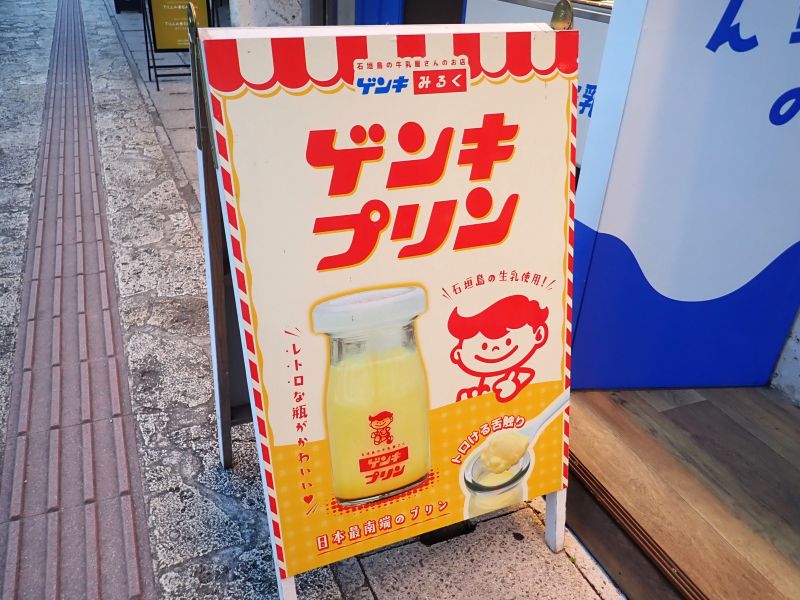 石垣島の牛乳屋さんのお店
ゲンキ みるく
ゲンキ
プリン
石垣島の生乳使用!
レトロな瓶がかわいい♥
ゲンキ
プリン
トロける舌触り
日本最南端のプリン
ん
の
乳